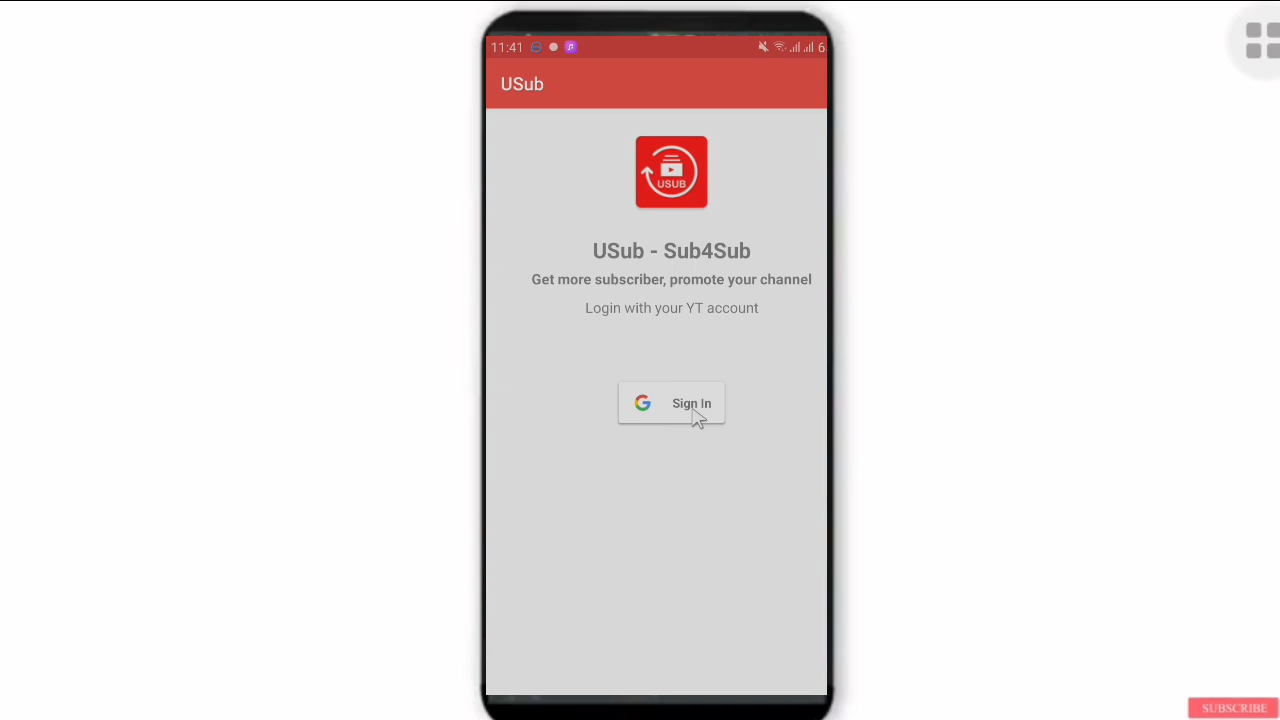 11:41
6
USub
USUB
USub - Sub4Sub
Get more subscriber, promote your channel
Login with your YT account
Sign In
SUBSCRIBE